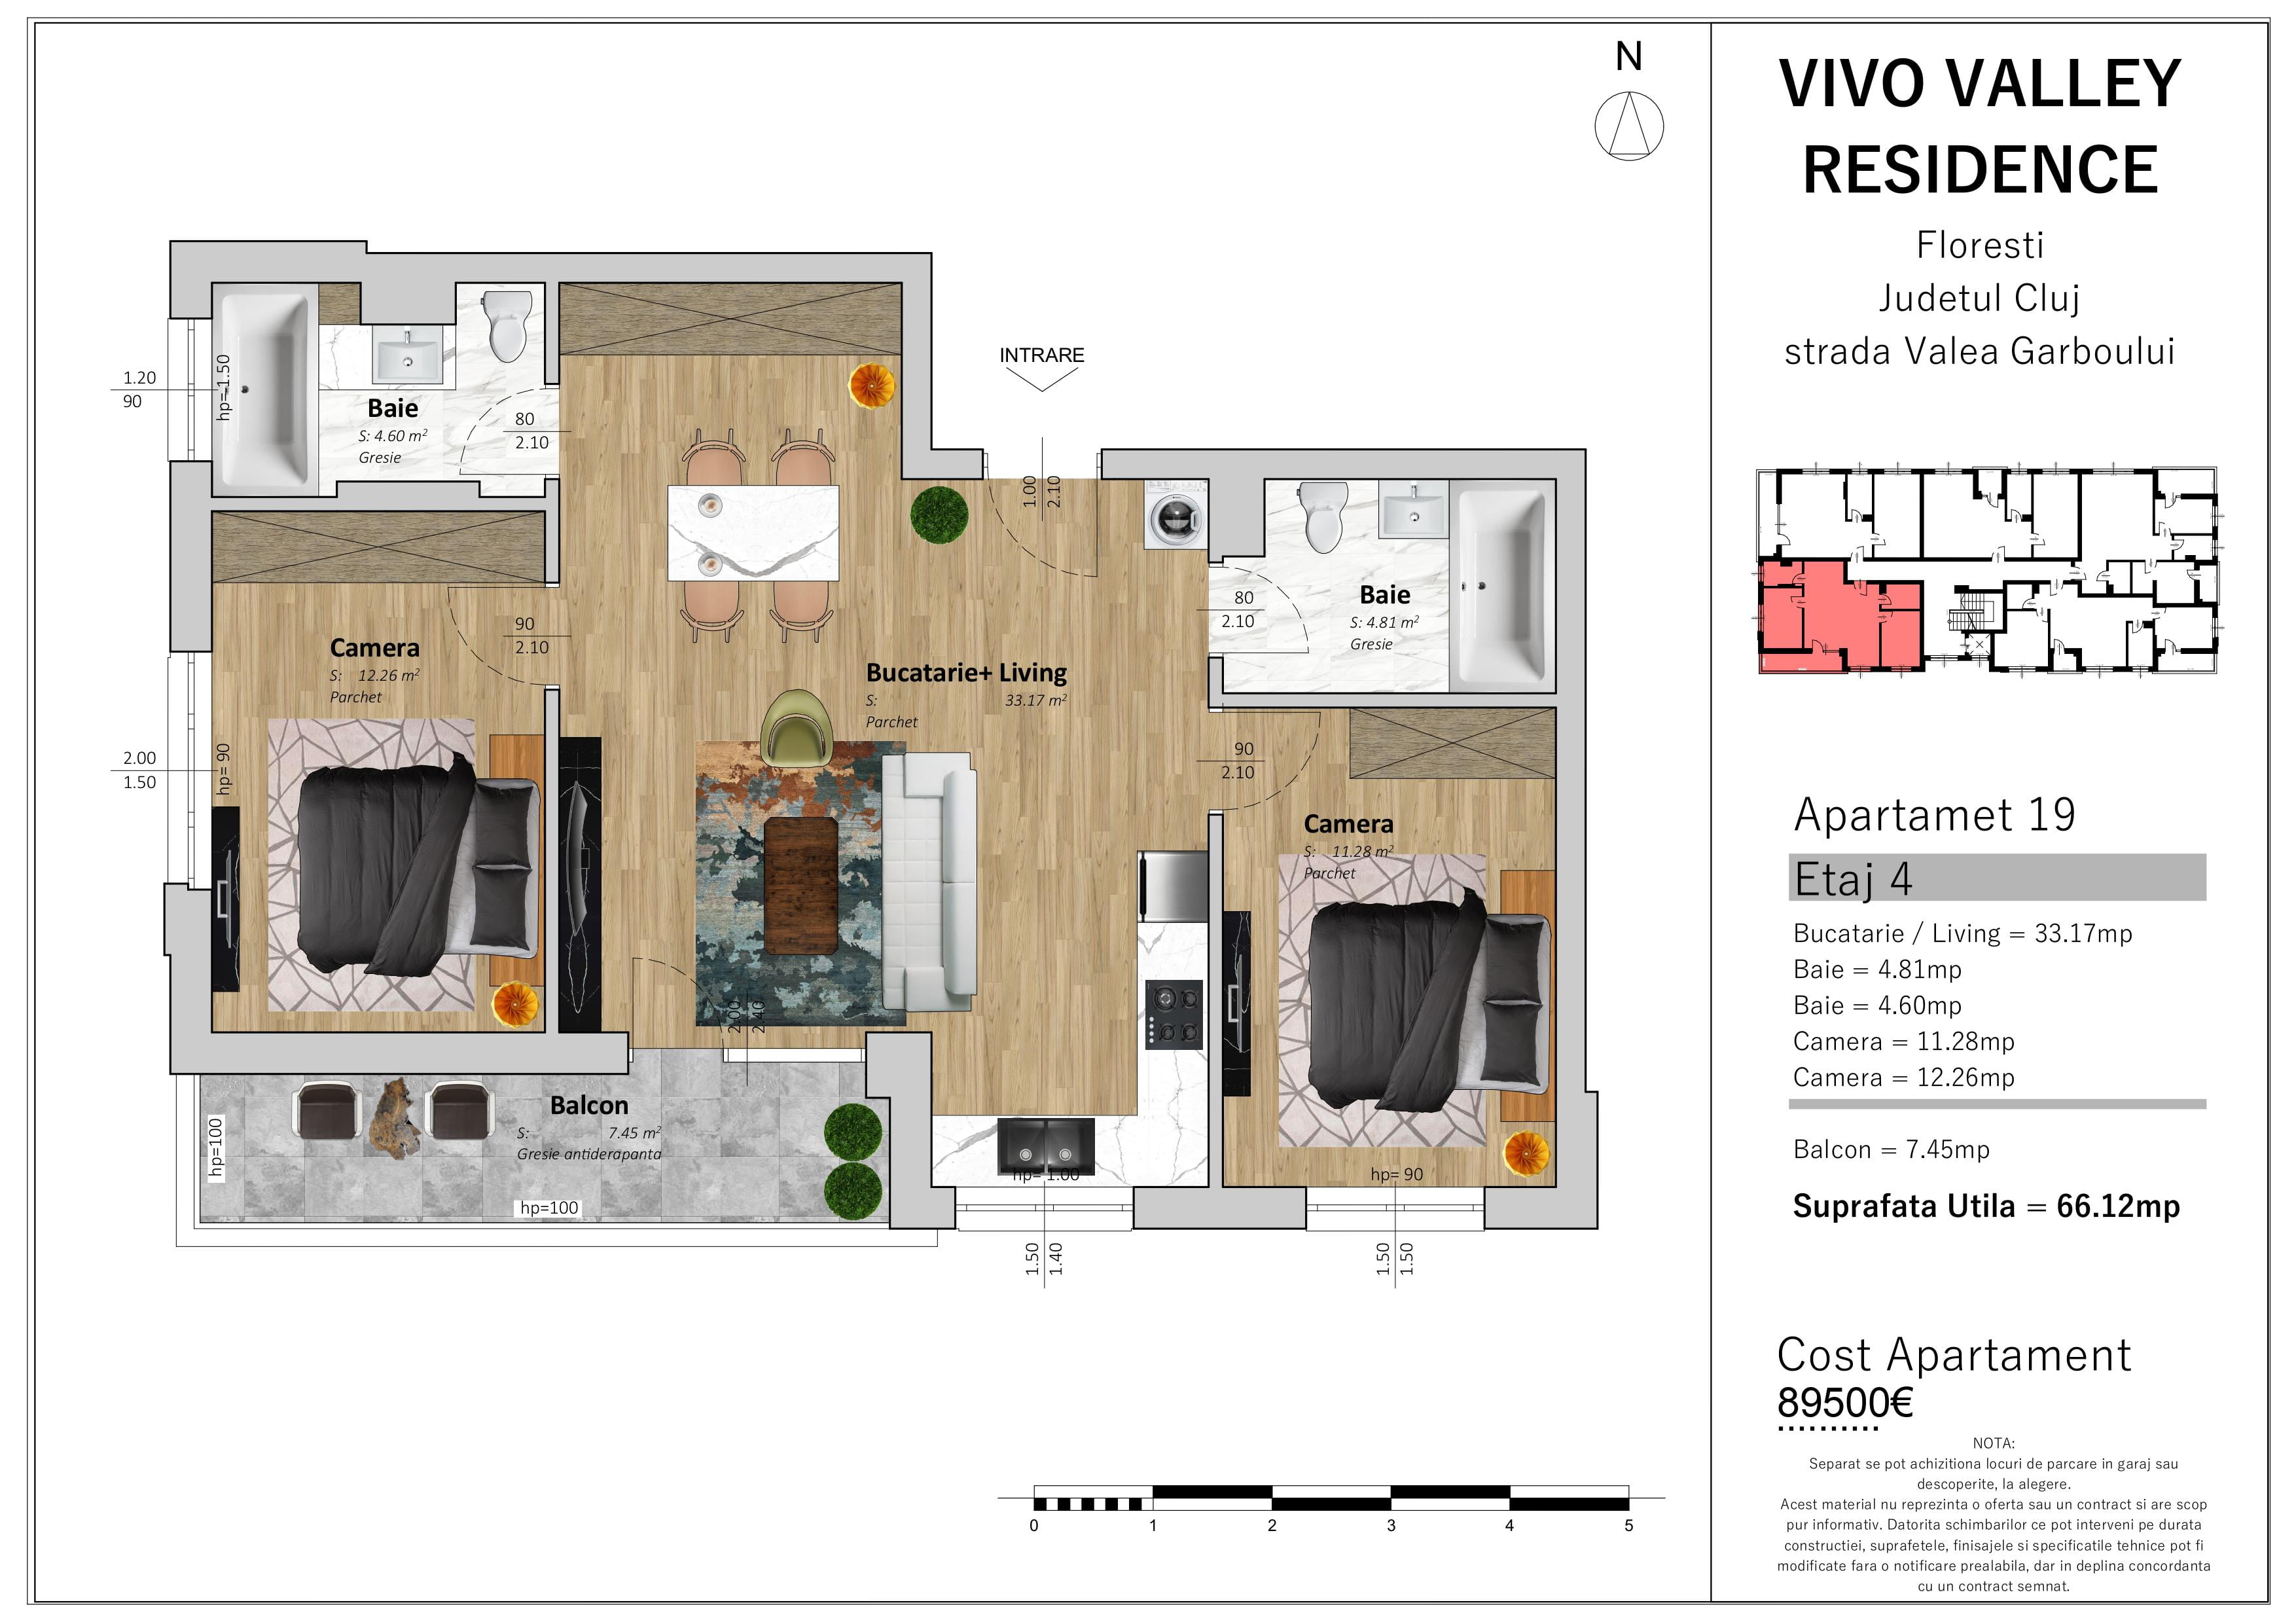 N
INTRARE
1.20
90
hp=1.50
Baie
S: 4.60 m²
Gresie
80
2.10
1.00
2.10
Camera
S: 12.26 m²
Parchet
90
2.10
2.00
1.50
hp= 90
Bucatarie+ Living
S: 33.17 m²
Parchet
80
2.10
Baie
S: 4.81 m²
Gresie
90
2.10
Camera
S: 11.28 m²
Parchet
2.00
2.40
Balcon
S: 7.45 m²
Gresie antiderapanta
hp=100
hp=100
hp= 1.00
hp= 90
1.50
1.40
1.50
1.50
0 1 2 3 4 5
VIVO VALLEY
RESIDENCE
Floresti
Judetul Cluj
strada Valea Garboului
Apartamet 19
Etaj 4
Bucatarie / Living = 33.17mp
Baie = 4.81mp
Baie = 4.60mp
Camera = 11.28mp
Camera = 12.26mp
Balcon = 7.45mp
Suprafata Utila = 66.12mp
Cost Apartament
89500€
..........
NOTA:
Separat se pot achizitiona locuri de parcare in garaj sau
descoperite, la alegere.
Acest material nu reprezinta o oferta sau un contract si are scop
pur informativ. Datorita schimbarilor ce pot interveni pe durata
constructiei, suprafetele, finisajele si specificatile tehnice pot fi
modificate fara o notificare prealabila, dar in deplina concordanta
cu un contract semnat.